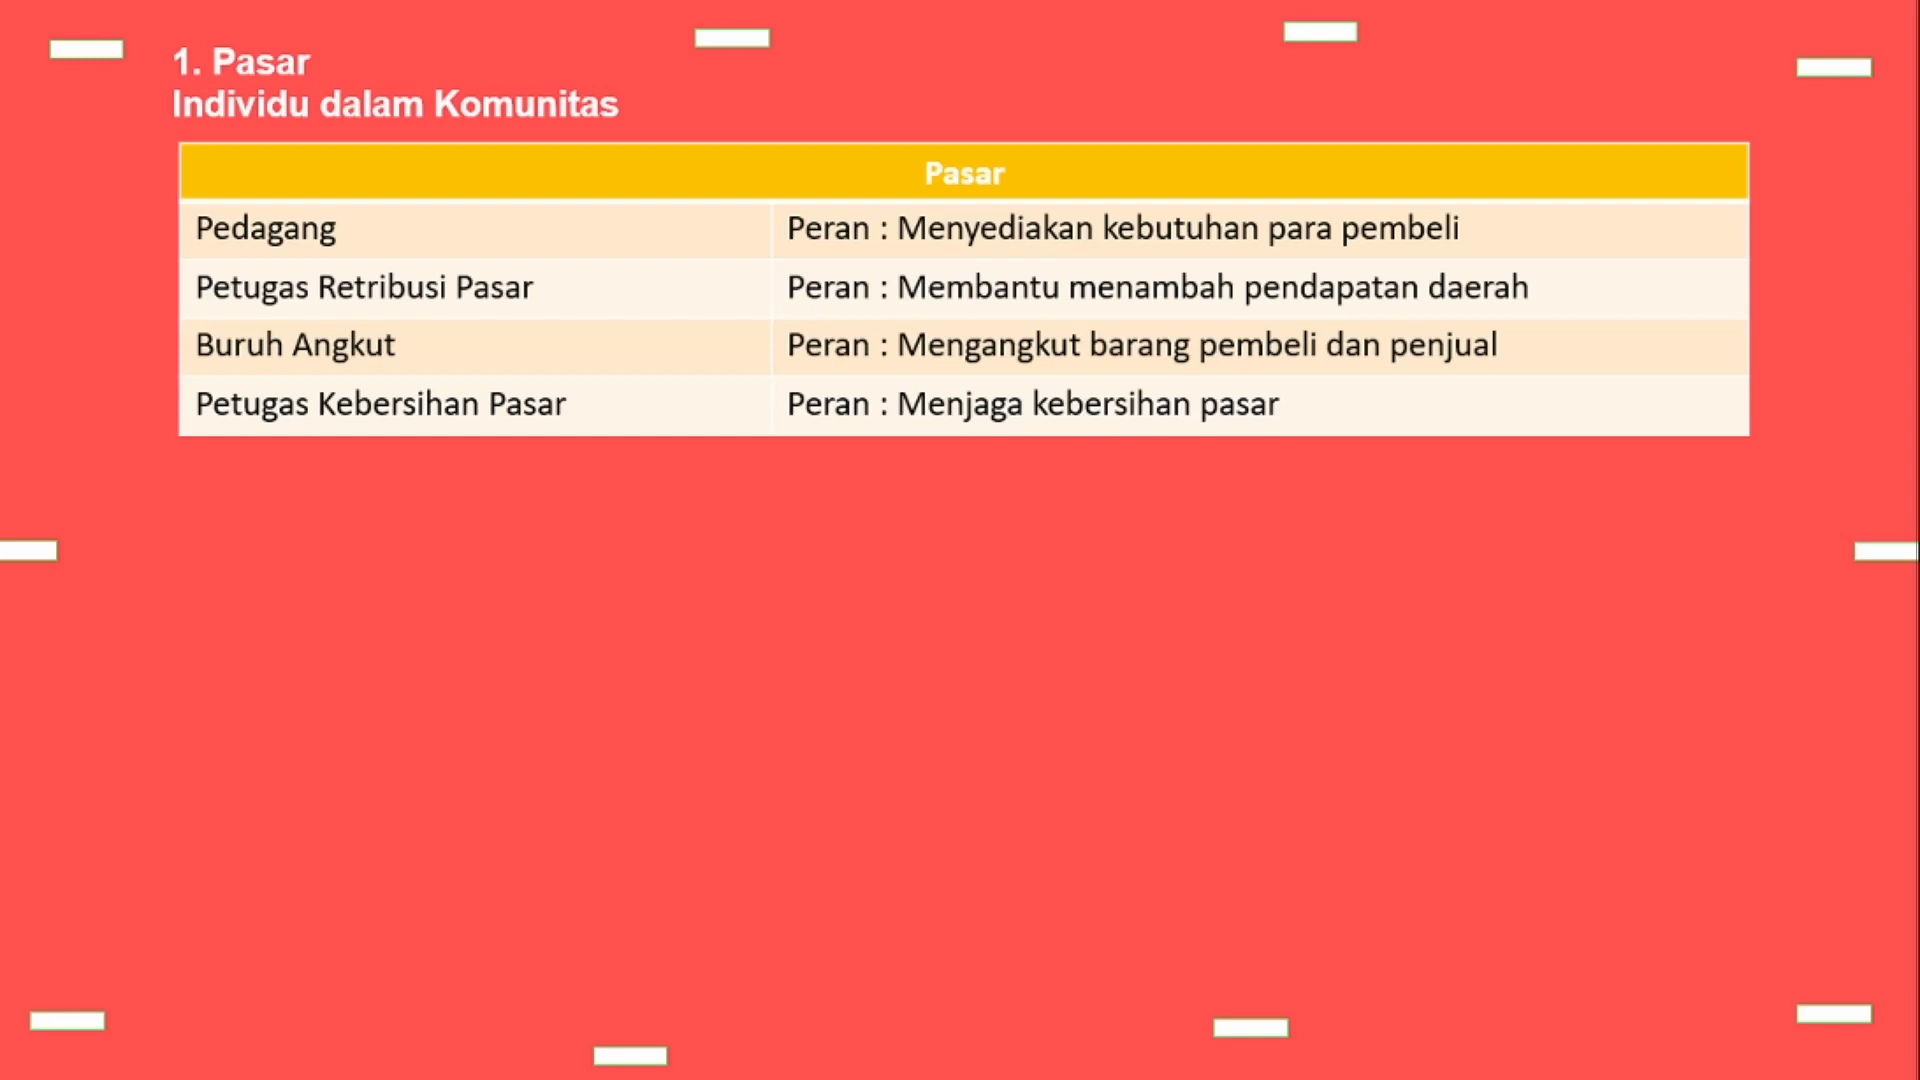 1. Pasar
Individu dalam Komunitas
Pasar
Pedagang
Peran : Menyediakan kebutuhan para pembeli
Petugas Retribusi Pasar
Peran : Membantu menambah pendapatan daerah
Buruh Angkut
Peran : Mengangkut barang pembeli dan penjual
Petugas Kebersihan Pasar
Peran : Menjaga kebersihan pasar